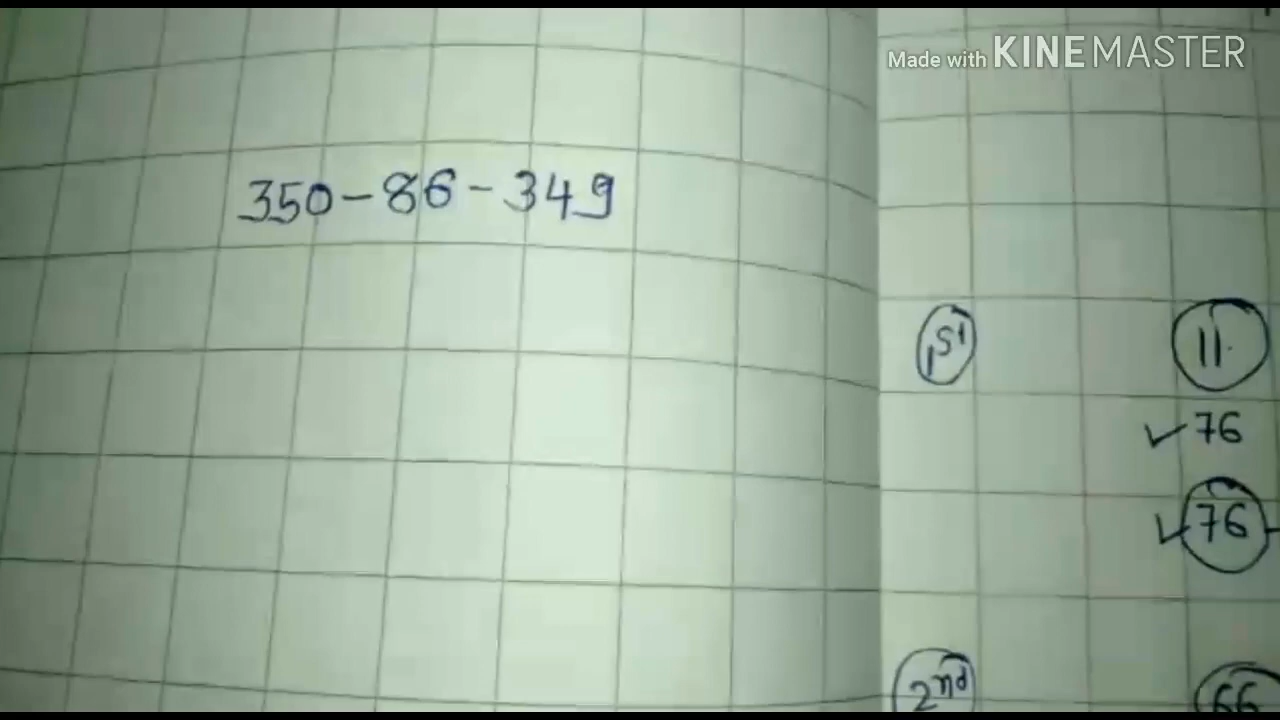 Made with KINEMASTER
350-86-349
1st 11.
✓76
✓76
2nd 66